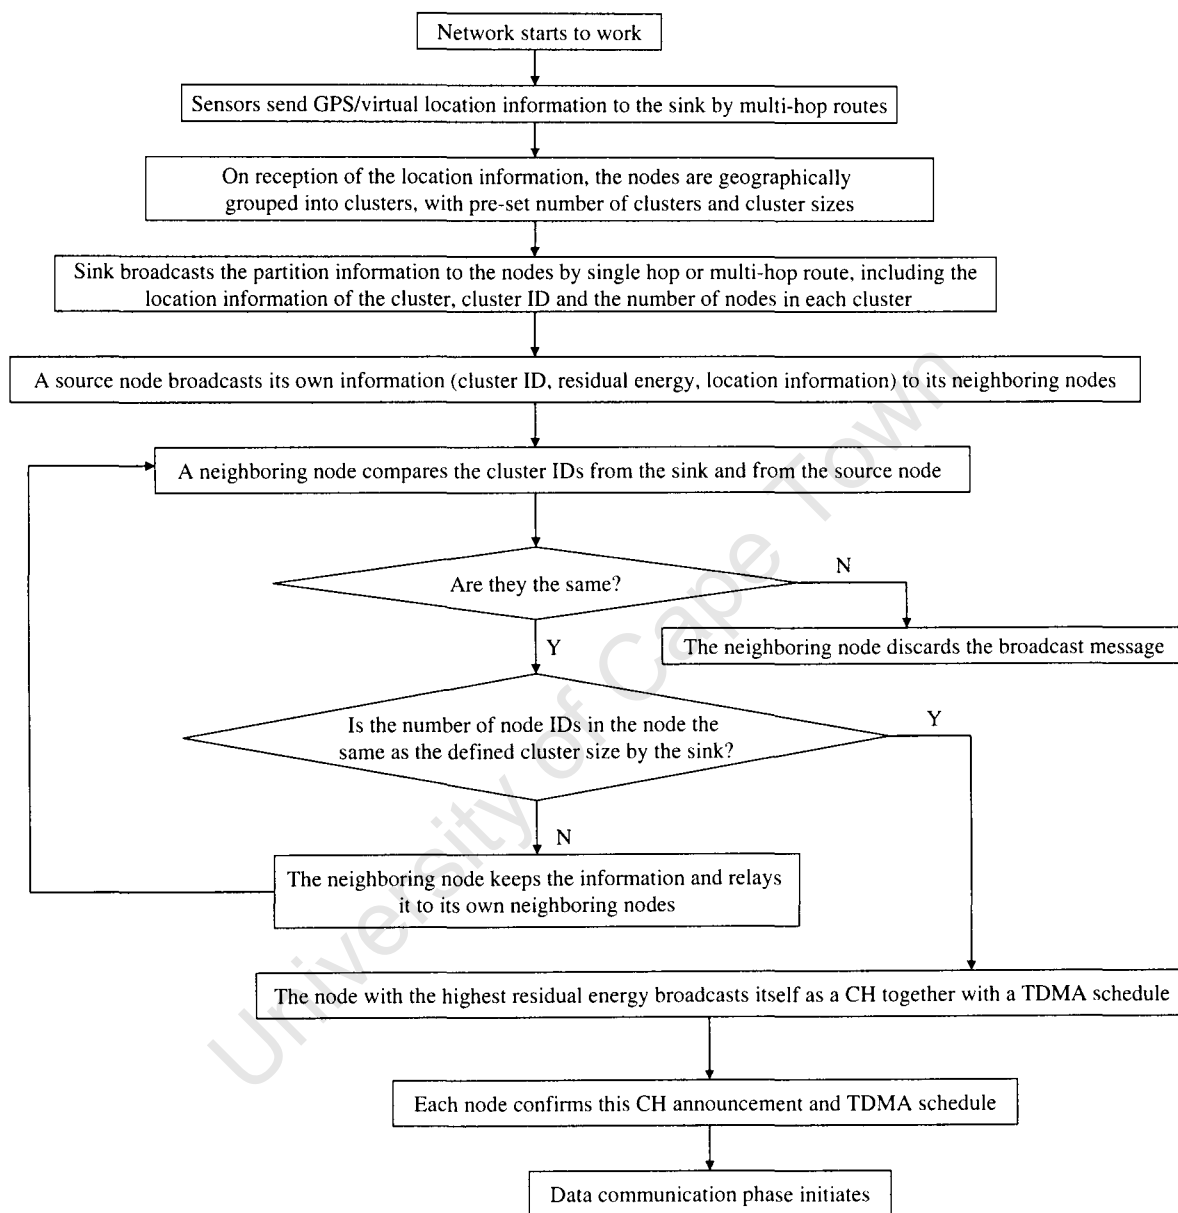 Network starts to work
Sensors send GPS/virtual location information to the sink by multi-hop routes
On reception of the location information, the nodes are geographically
grouped into clusters, with pre-set number of clusters and cluster sizes
Sink broadcasts the partition information to the nodes by single hop or multi-hop route, including the
location information of the cluster, cluster ID and the number of nodes in each cluster
A source node broadcasts its own information (cluster ID, residual energy, location information) to its neighboring nodes
A neighboring node compares the cluster IDs from the sink and from the source node
Are they the same?
N
The neighboring node discards the broadcast message
Y
Is the number of node IDs in the node the
same as the defined cluster size by the sink?
Y
N
The neighboring node keeps the information and relays
it to its own neighboring nodes
The node with the highest residual energy broadcasts itself as a CH together with a TDMA schedule
Each node confirms this CH announcement and TDMA schedule
Data communication phase initiates
University of Cape Town